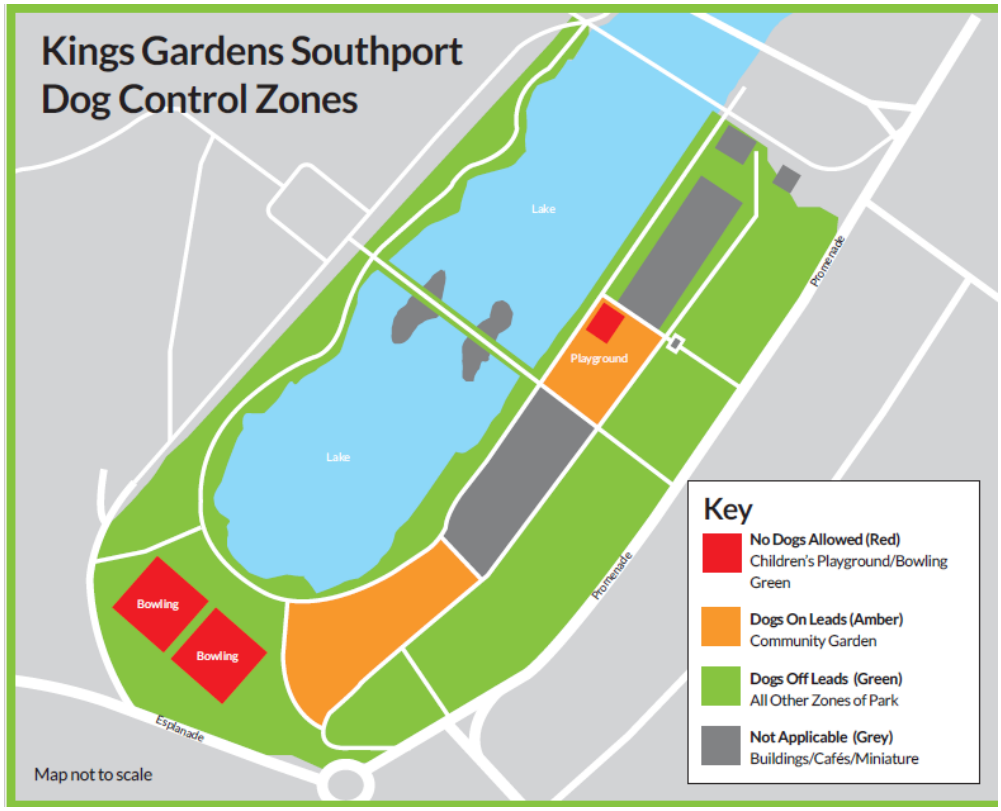 Kings Gardens Southport
Dog Control Zones
Lake
Promenade
Playground
Lake
Key
No Dogs Allowed (Red)
Children's Playground/Bowling
Green
Dogs On Leads (Amber)
Community Garden
Dogs Off Leads (Green)
All Other Zones of Park
Not Applicable (Grey)
Buildings/Cafés/Miniature
Promenade
Bowling
Bowling
Esplanade
Map not to scale